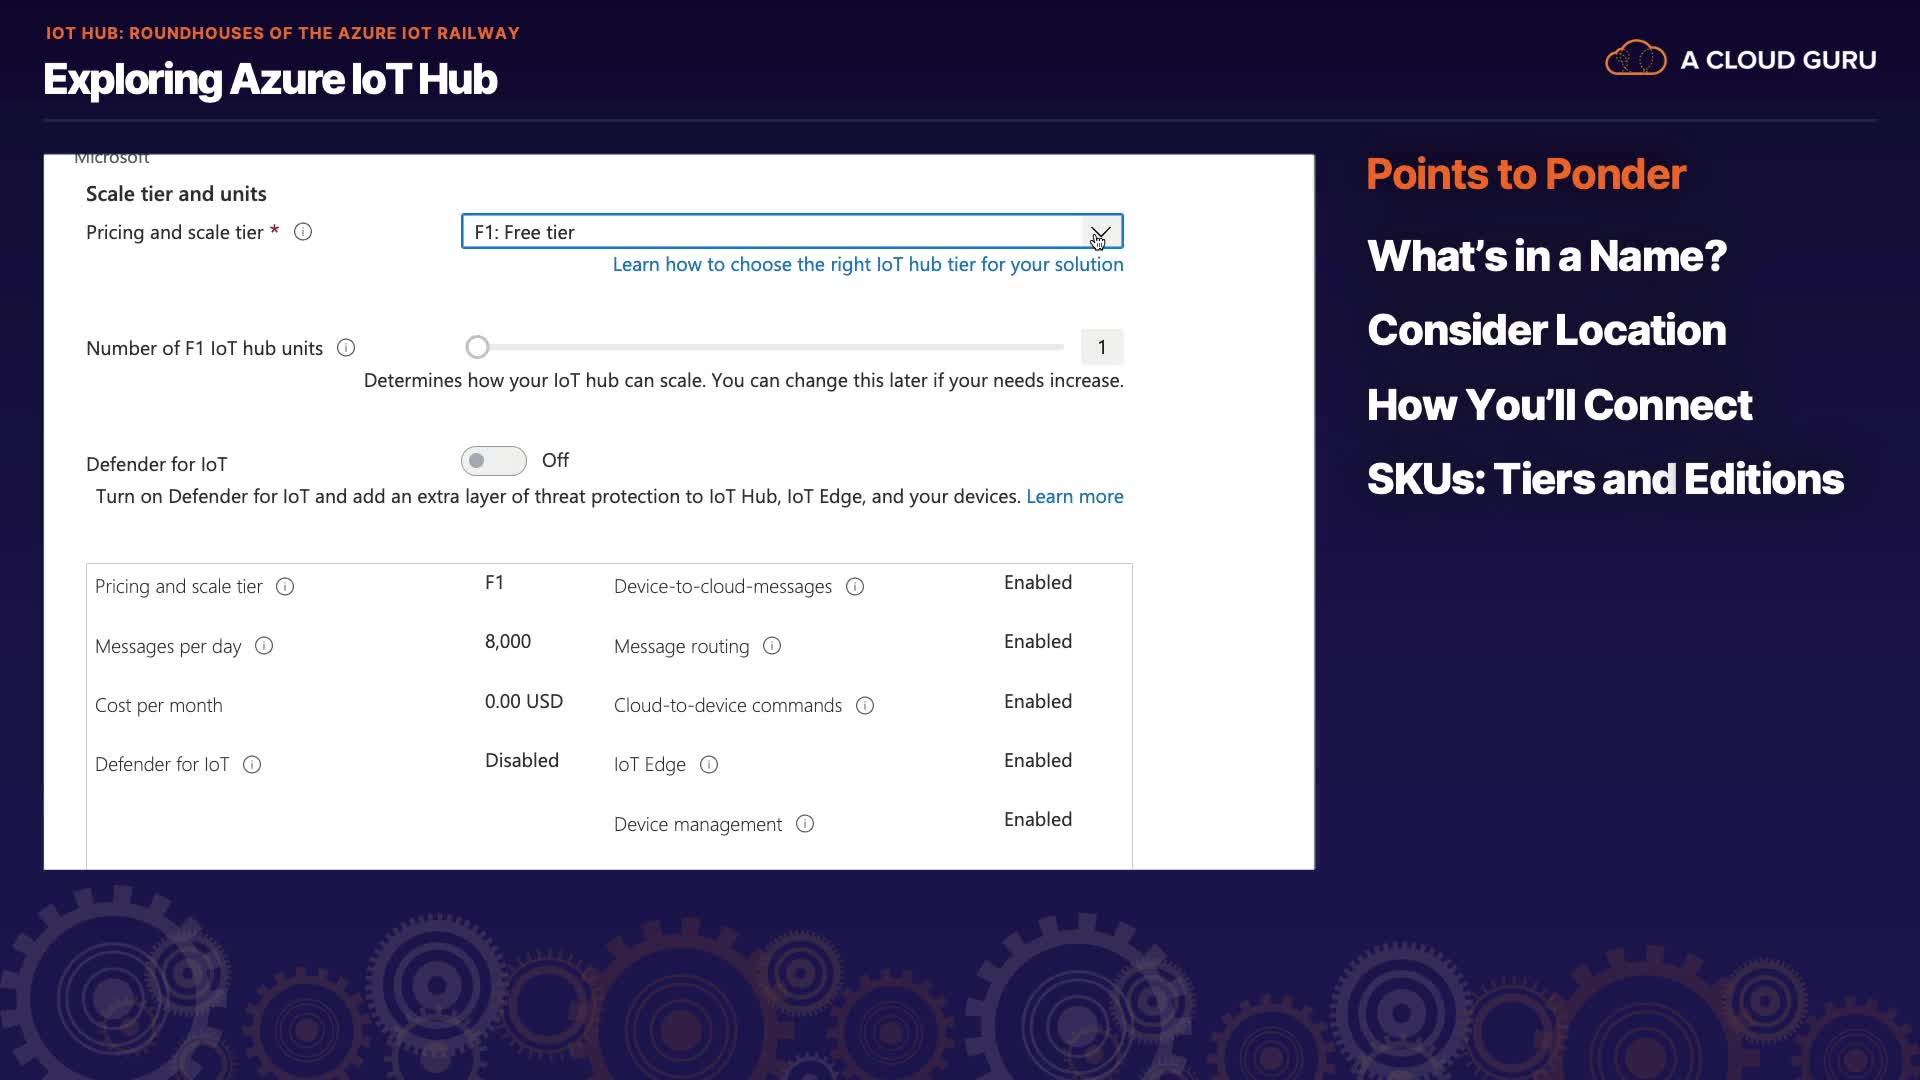 IOT HUB: ROUNDHOUSES OF THE AZURE IOT RAILWAY
Exploring Azure IoT Hub
A CLOUD GURU
Microsoft
Scale tier and units
Pricing and scale tier *
F1: Free tier
Learn how to choose the right IoT hub tier for your solution
Number of F1 IoT hub units
1
Determines how your IoT hub can scale. You can change this later if your needs increase.
Defender for IoT
Off
Turn on Defender for IoT and add an extra layer of threat protection to IoT Hub, IoT Edge, and your devices. Learn more
Pricing and scale tier F1
Device-to-cloud-messages Enabled
Messages per day 8,000
Message routing Enabled
Cost per month 0.00 USD
Cloud-to-device commands Enabled
Defender for IoT Disabled
IoT Edge Enabled
Device management Enabled
Points to Ponder
What's in a Name?
Consider Location
How You'll Connect
SKUs: Tiers and Editions